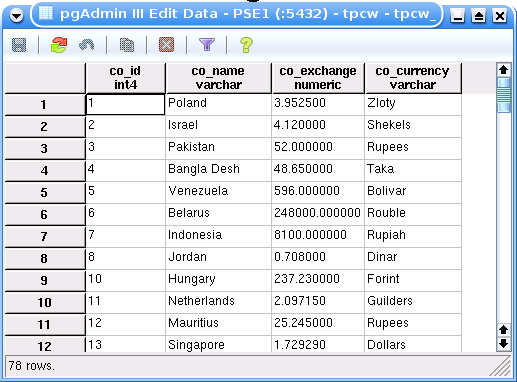 pgAdmin III Edit Data - PSE1 (:5432) - tpcw - tpcw_
co_id co_name co_exchange co_currency
int4 varchar numeric varchar
1 1 Poland 3.952500 Zloty
2 2 Israel 4.120000 Shekels
3 3 Pakistan 52.000000 Rupees
4 4 Bangla Desh 48.650000 Taka
5 5 Venezuela 596.000000 Bolivar
6 6 Belarus 248000.000000 Rouble
7 7 Indonesia 8100.000000 Rupiah
8 8 Jordan 0.708000 Dinar
9 10 Hungary 237.230000 Forint
10 11 Netherlands 2.097150 Guilders
11 12 Mauritius 25.245000 Rupees
12 13 Singapore 1.729290 Dollars
78 rows.